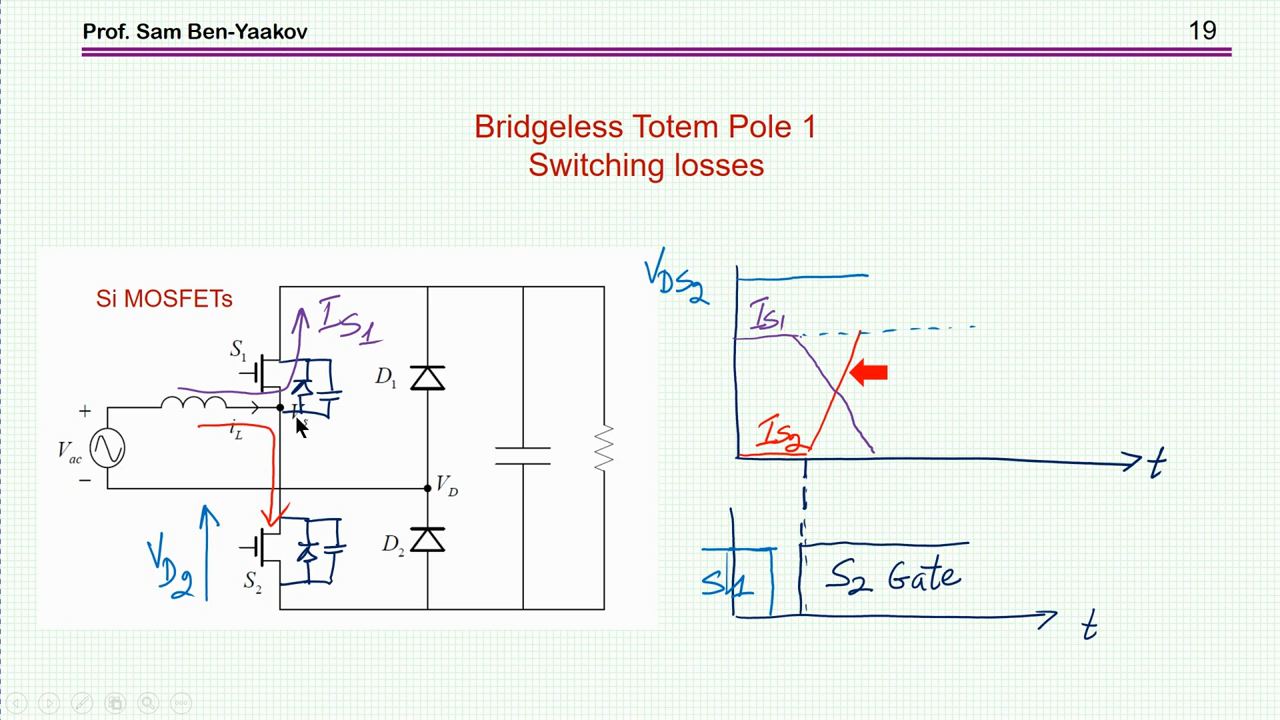 Prof. Sam Ben-Yaakov
19
Bridgeless Totem Pole 1
Switching losses
Si MOSFETs
IS1
S1
D1
iL
+
Vac
−
VD
VD2
S2
D2
VDS2
IS1
IS2
t
S1
S2 Gate
t